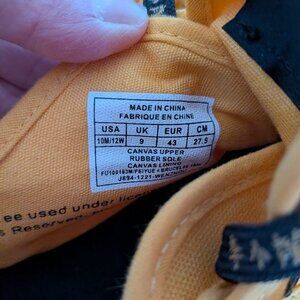 MADE IN CHINA
FABRIQUE EN CHINE
USA UK EUR CM
10M/12W 9 43 27.5
CANVAS UPPER
RUBBER SOLE
CANVAS LINING
ee used under licen
s Reserved.